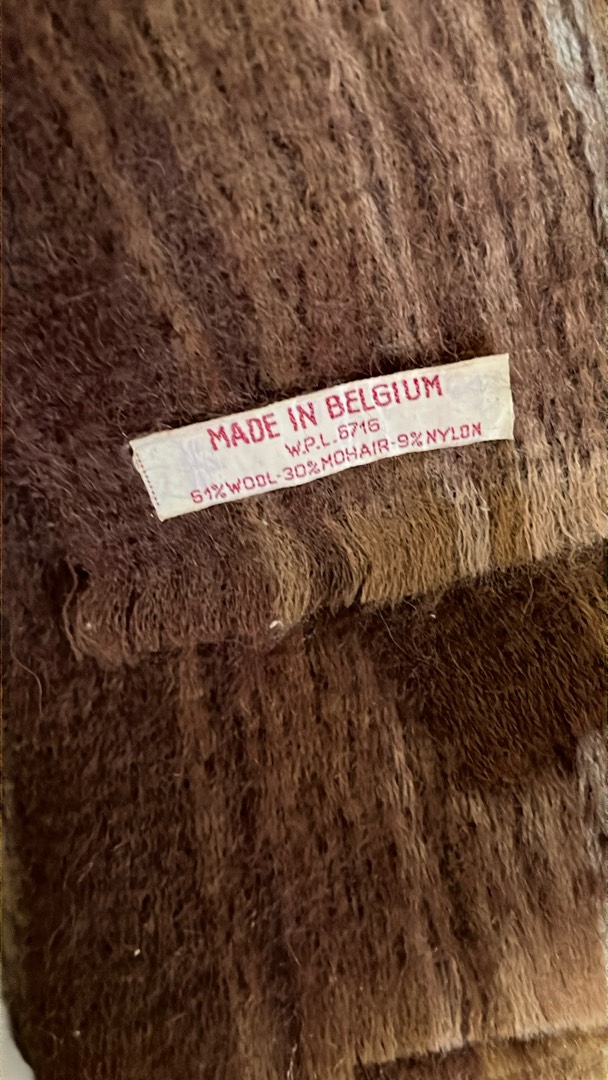 MADE IN BELGIUM
W.P.L. 6716
61%WOOL-30%MOHAIR-9%NYLON